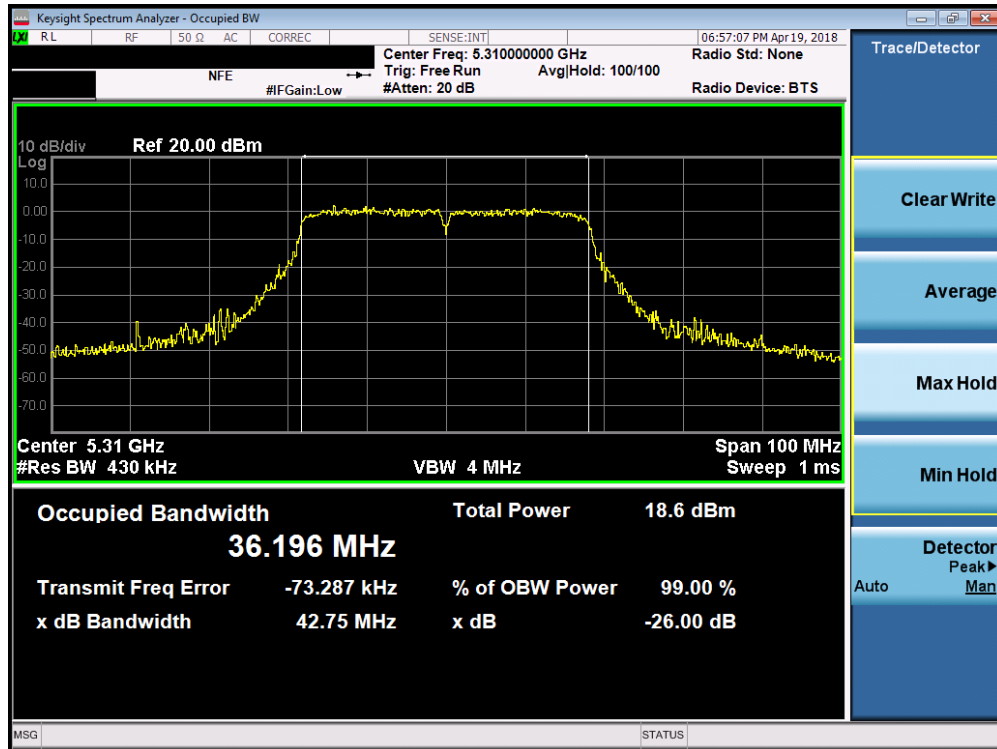 Keysight Spectrum Analyzer - Occupied BW
LXI RL RF 50 Ω AC CORREC SENSE:INT 06:57:07 PM Apr 19, 2018
Center Freq: 5.310000000 GHz Radio Std: None
NFE Trig: Free Run Avg|Hold: 100/100
#IFGain:Low #Atten: 20 dB Radio Device: BTS
Trace/Detector
10 dB/div Ref 20.00 dBm
Log
10.0
0.00
-10.0
-20.0
-30.0
-40.0
-50.0
-60.0
-70.0
Center 5.31 GHz Span 100 MHz
#Res BW 430 kHz VBW 4 MHz Sweep 1 ms
Occupied Bandwidth Total Power 18.6 dBm
36.196 MHz
Transmit Freq Error -73.287 kHz % of OBW Power 99.00 %
x dB Bandwidth 42.75 MHz x dB -26.00 dB
Clear Write
Average
Max Hold
Min Hold
Detector
Peak▶
Auto Man
MSG STATUS